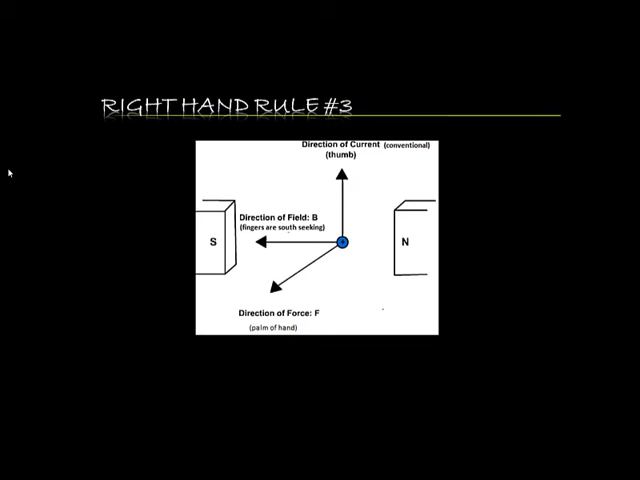 RIGHT HAND RULE #3
Direction of Current (conventional)
(thumb)
Direction of Field: B
(fingers are south seeking)
S
N
Direction of Force: F
(palm of hand)